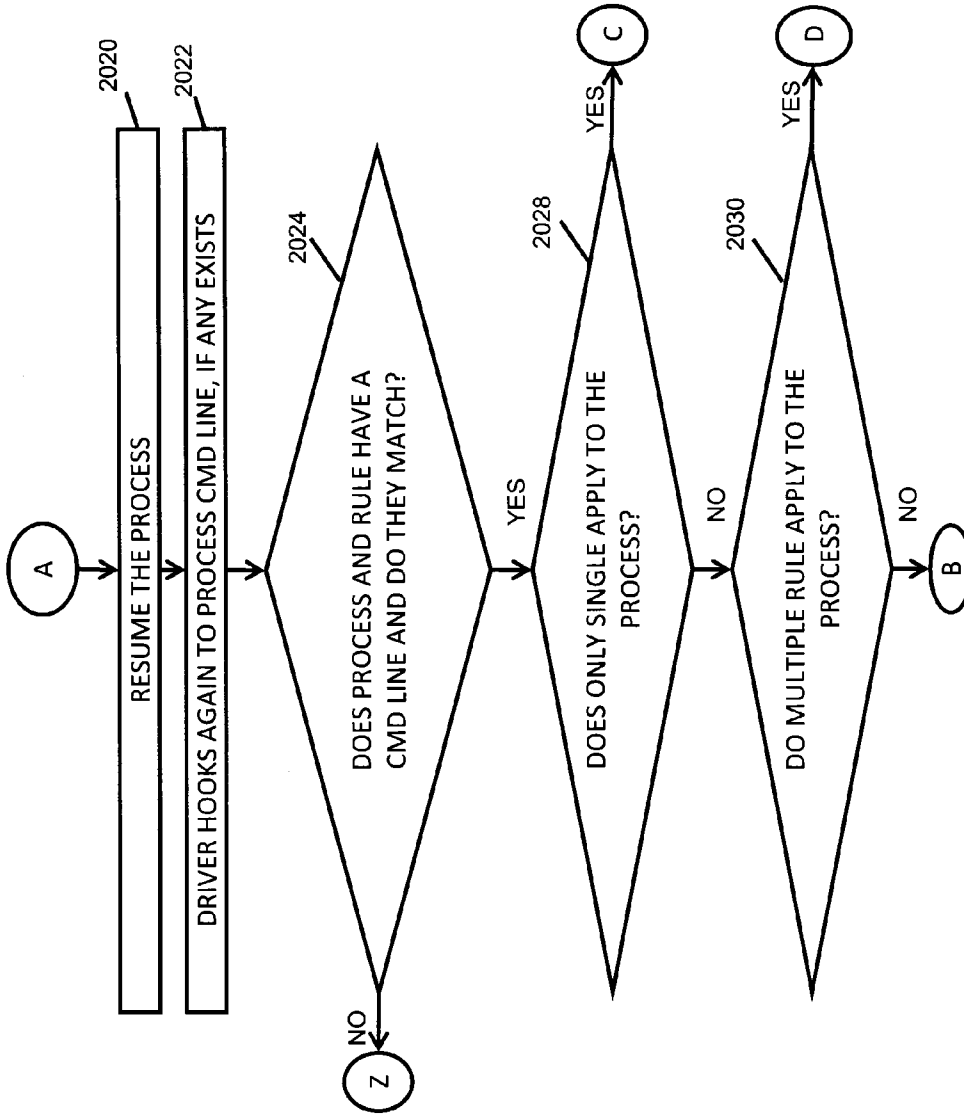 A
2020
RESUME THE PROCESS
2022
DRIVER HOOKS AGAIN TO PROCESS CMD LINE, IF ANY EXISTS
2024
DOES PROCESS AND RULE HAVE A
CMD LINE AND DO THEY MATCH?
NO
Z
YES
2028
DOES ONLY SINGLE APPLY TO THE
PROCESS?
YES
C
NO
2030
DO MULTIPLE RULE APPLY TO THE
PROCESS?
YES
D
NO
B